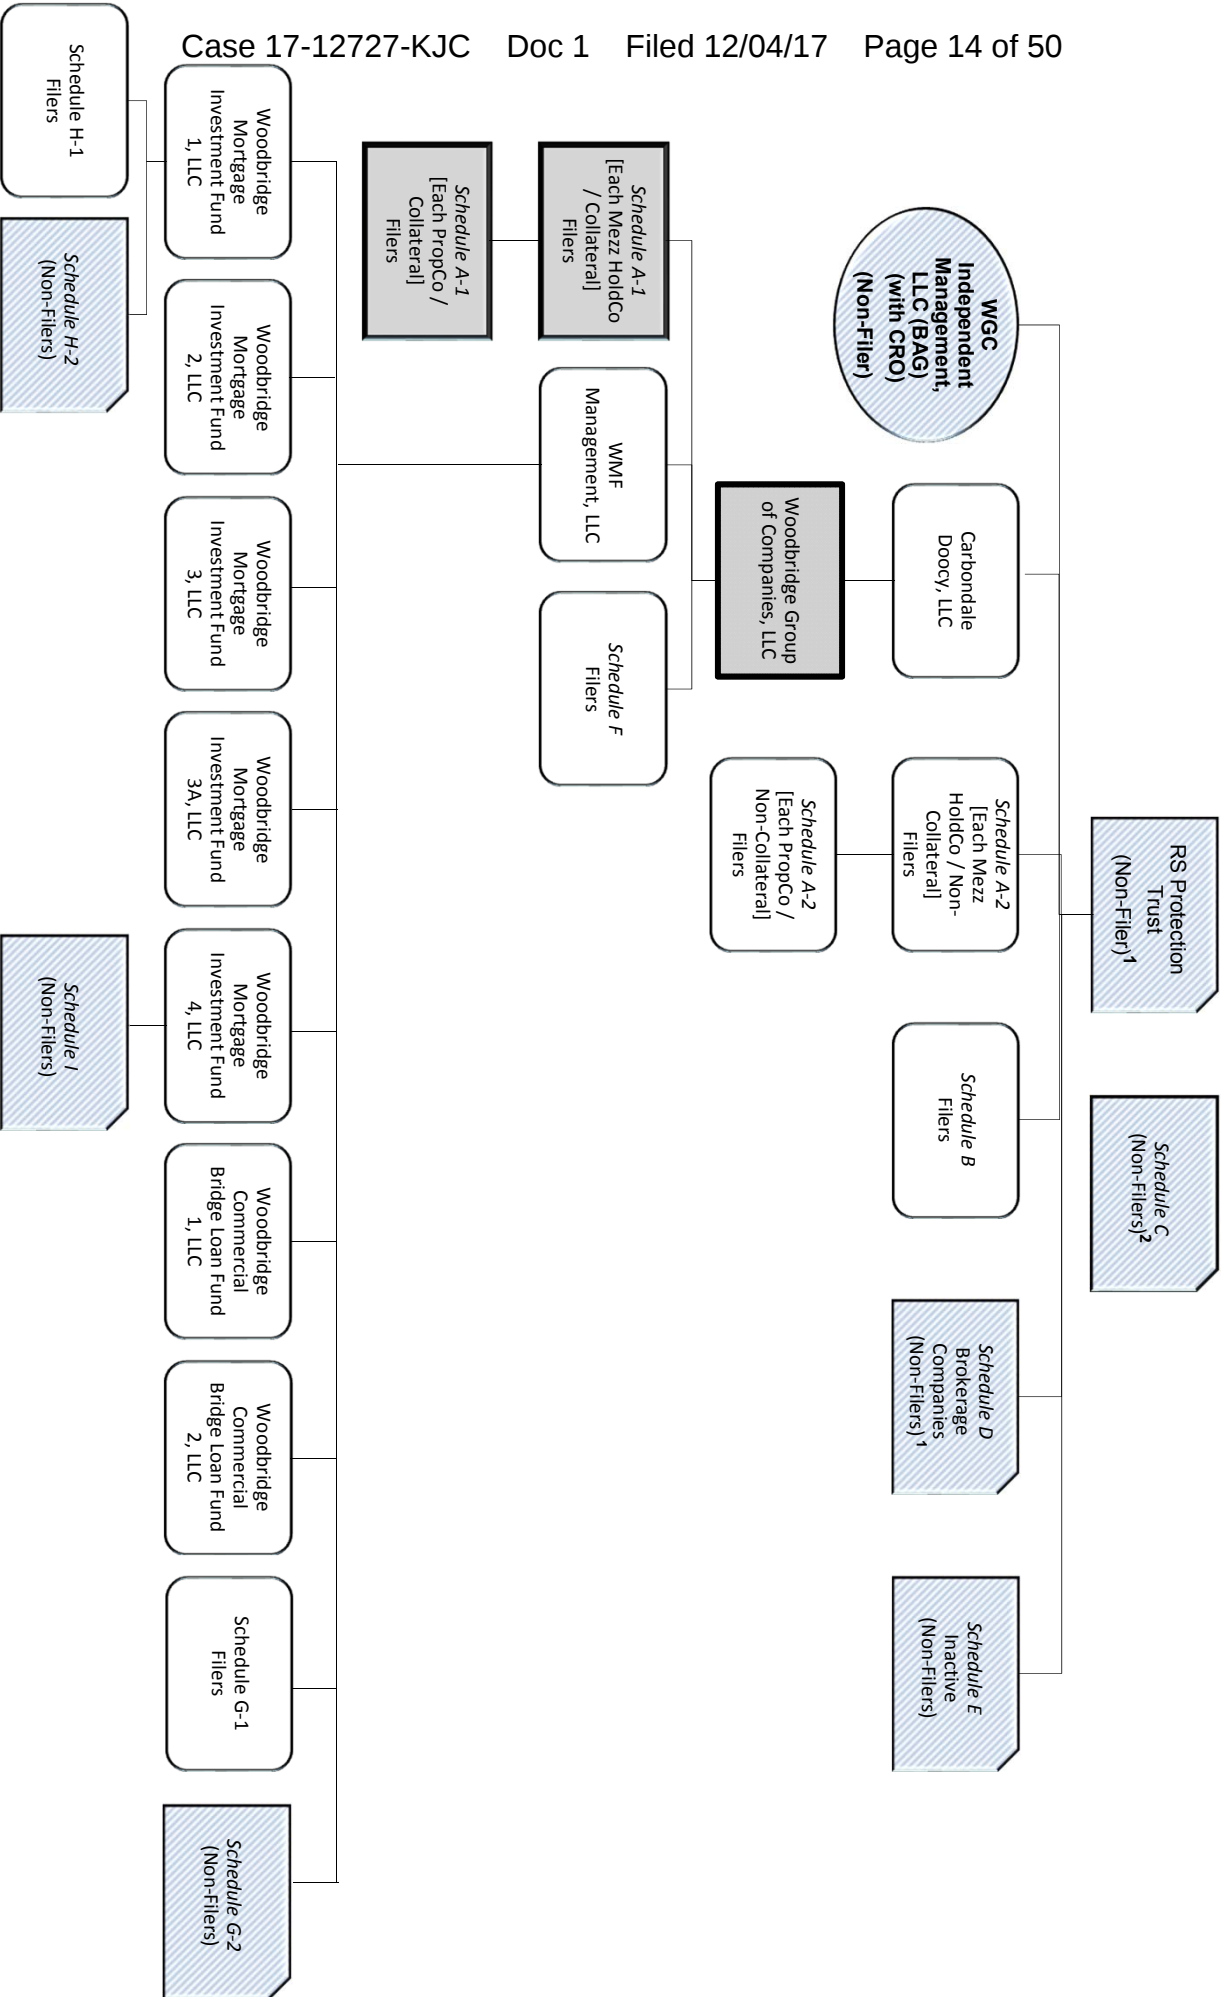 Case 17-12727-KJC Doc 1 Filed 12/04/17 Page 14 of 50
RS Protection
Trust
(Non-Filer)¹
Schedule C
(Non-Filers)²
WGC
Independent
Management,
LLC (BAG)
(with CRO)
(Non-Filer)
Carbondale
Doocy, LLC
Schedule A-2
[Each Mezz
HoldCo / Non-
Collateral]
Filers
Schedule B
Filers
Schedule D
Brokerage
Companies
(Non-Filers) ¹
Schedule E
Inactive
(Non-Filers)
Woodbridge Group
of Companies, LLC
Schedule A-2
[Each PropCo /
Non-Collateral]
Filers
Schedule A-1
[Each Mezz HoldCo
/ Collateral]
Filers
WMF
Management, LLC
Schedule F
Filers
Schedule A-1
[Each PropCo /
Collateral]
Filers
Woodbridge
Mortgage
Investment Fund
1, LLC
Woodbridge
Mortgage
Investment Fund
2, LLC
Woodbridge
Mortgage
Investment Fund
3, LLC
Woodbridge
Mortgage
Investment Fund
3A, LLC
Woodbridge
Mortgage
Investment Fund
4, LLC
Woodbridge
Commercial
Bridge Loan Fund
1, LLC
Woodbridge
Commercial
Bridge Loan Fund
2, LLC
Schedule G-1
Filers
Schedule G-2
(Non-Filers)
Schedule H-1
Filers
Schedule H-2
(Non-Filers)
Schedule I
(Non-Filers)